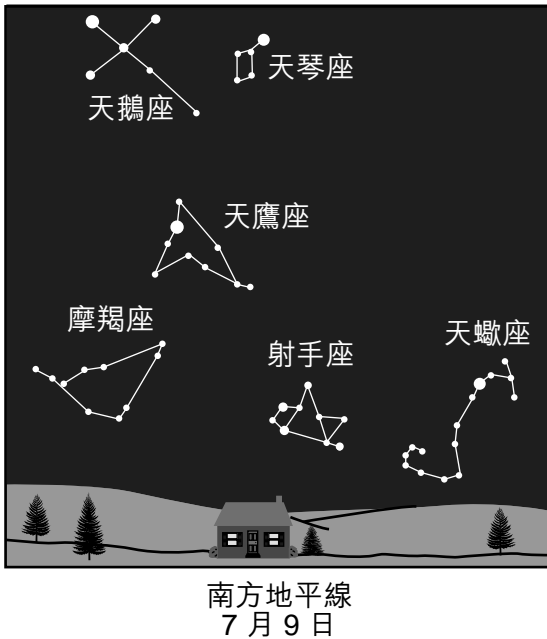 天鵝座
天琴座
天鷹座
摩羯座
射手座
天蠍座
南方地平線
7 月 9 日